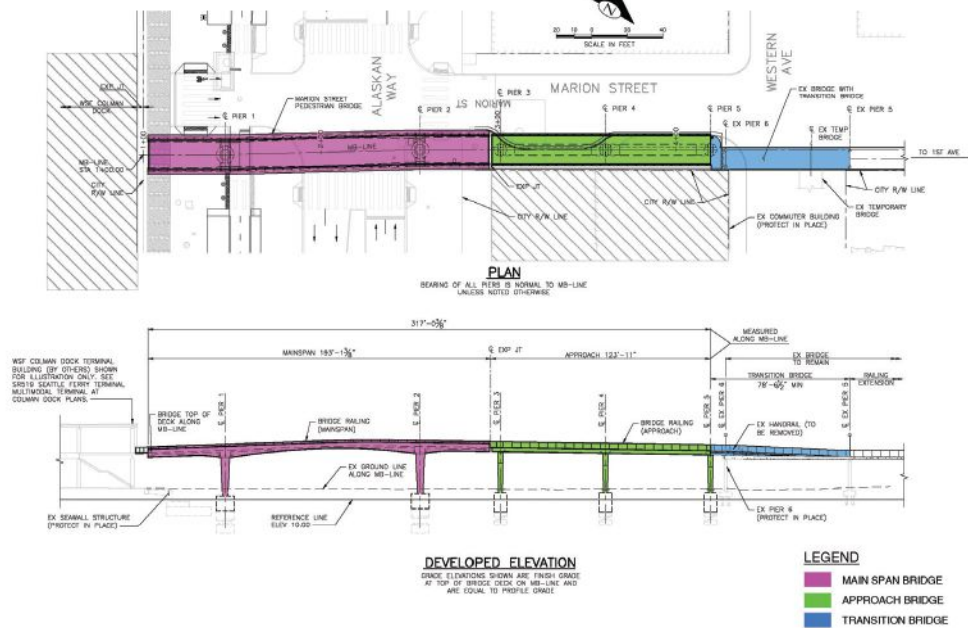 N
20 10 0 20 40
SCALE IN FEET
EXP JT
WSF COLMAN
DOCK
MB-LINE
STA 1+00.00
CITY
R/W LINE
1+00
℄ PIER 1
MARION STREET
PEDESTRIAN BRIDGE
ALASKAN
WAY
℄ PIER 2
MARION ST
℄ PIER 3
MARION STREET
℄ PIER 4
WESTERN
AVE
℄ PIER 5
℄ EX PIER 6
EX BRIDGE WITH
TRANSITION BRIDGE
℄ EX TEMP
BRIDGE
℄ EX PIER 5
MB-LINE
TO 1ST AVE
EXP JT
CITY R/W LINE
CITY R/W LINE
CITY R/W LINE
EX COMMUTER BUILDING
(PROTECT IN PLACE)
EX TEMPORARY
BRIDGE
PLAN
BEARING OF ALL PIERS IS NORMAL TO MB-LINE
UNLESS NOTED OTHERWISE
MEASURED
ALONG MB-LINE
℄ EXP JT
APPROACH 123'-11"
EX BRIDGE
TO REMAIN
TRANSITION BRIDGE
RAILING
EXTENSION
WSF COLMAN DOCK TERMINAL
BUILDING (BY OTHERS) SHOWN
FOR ILLUSTRATION ONLY. SEE
SR519 SEATTLE FERRY TERMINAL
MULTIMODAL TERMINAL AT
COLMAN DOCK PLANS.
BRIDGE TOP OF
DECK ALONG
MB-LINE
℄ PIER 1
BRIDGE RAILING
(MAINSPAN)
℄ PIER 2
℄ PIER 3
℄ PIER 4
BRIDGE RAILING
(APPROACH)
℄ PIER 5
℄ EX PIER 6
EX HANDRAIL (TO
BE REMOVED)
℄ EX PIER 5
EX GROUND LINE
ALONG MB-LINE
EX SEAWALL STRUCTURE
(PROTECT IN PLACE)
REFERENCE LINE
ELEV 10.00
EX PIER 6
(PROTECT IN PLACE)
DEVELOPED ELEVATION
GRADE ELEVATIONS SHOWN ARE FINISH GRADE
AT TOP OF BRIDGE DECK ON MB-LINE AND
ARE EQUAL TO PROFILE GRADE
LEGEND
MAIN SPAN BRIDGE
APPROACH BRIDGE
TRANSITION BRIDGE